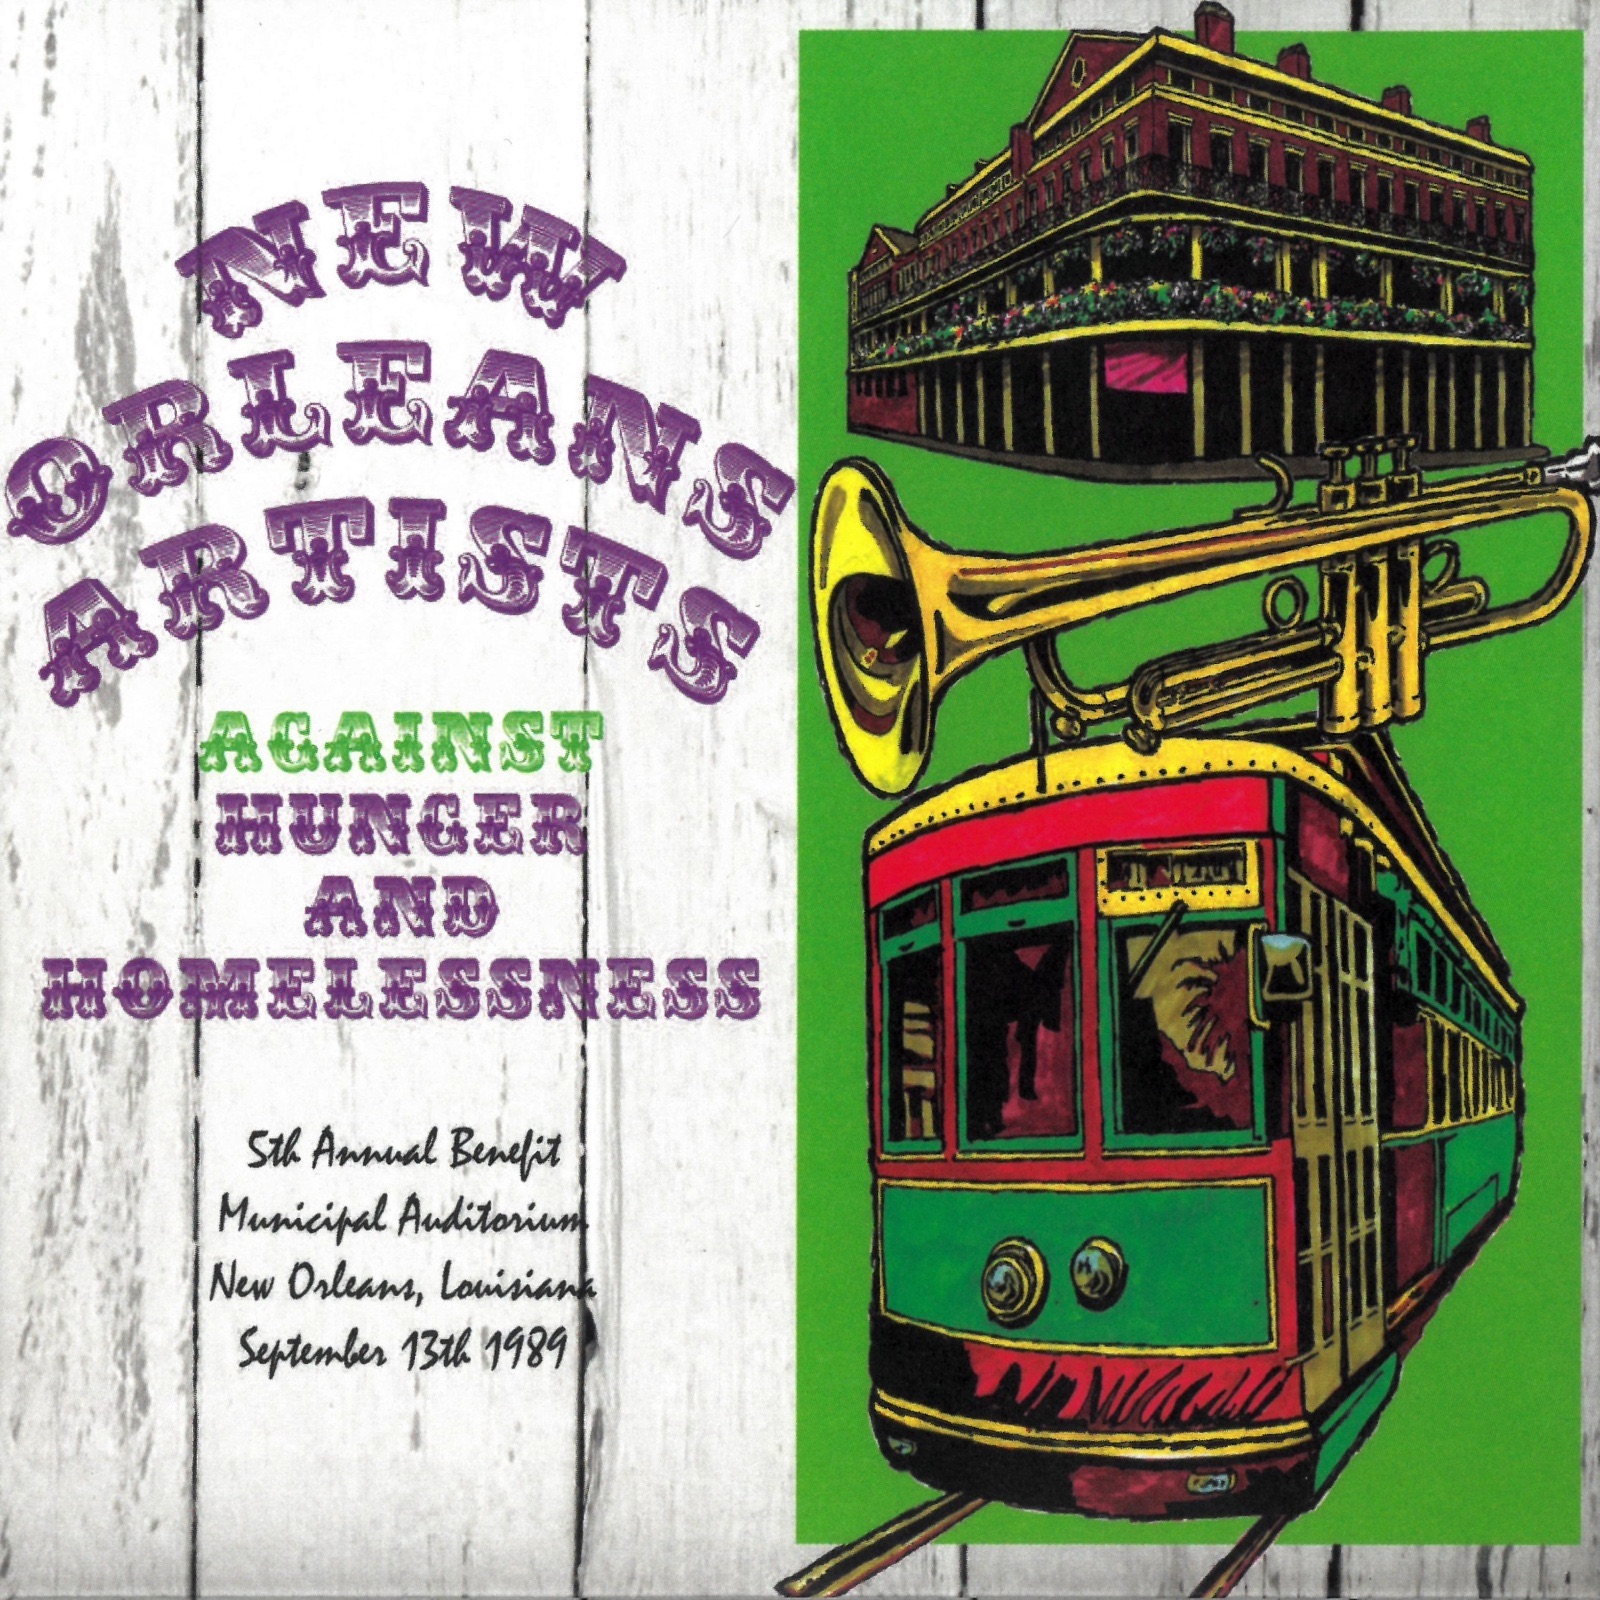 NEW
ORLEANS
ARTISTS
AGAINST
HUNGER
AND
HOMELESSNESS
5th Annual Benefit
Municipal Auditorium
New Orleans, Louisiana
September 13th 1989